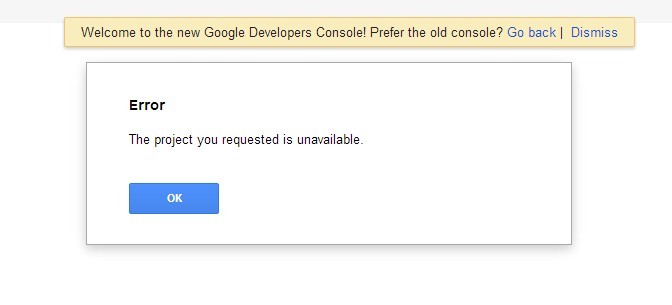 Welcome to the new Google Developers Console! Prefer the old console? Go back | Dismiss
Error
The project you requested is unavailable.
OK